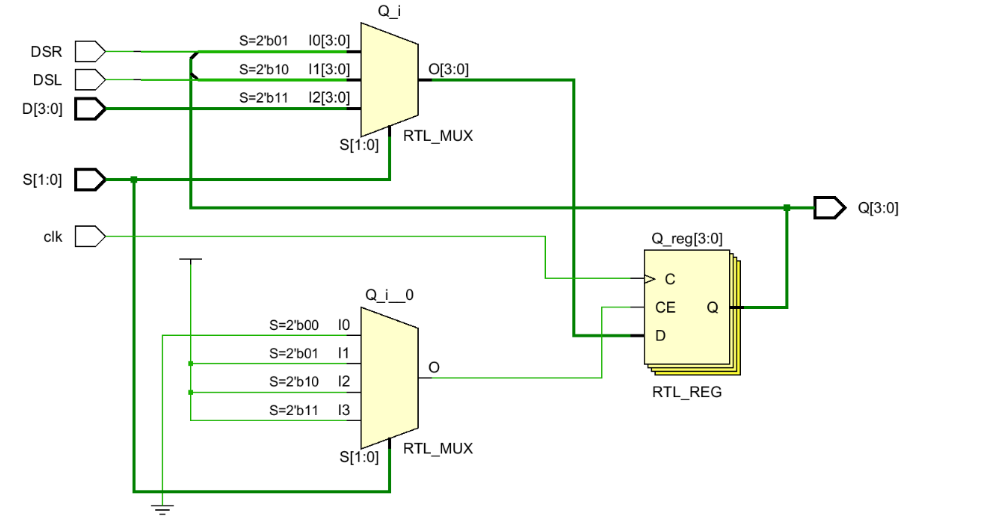 Q_i
DSR
S=2'b01 I0[3:0]
DSL
S=2'b10 I1[3:0]
O[3:0]
D[3:0]
S=2'b11 I2[3:0]
RTL_MUX
S[1:0]
S[1:0]
Q[3:0]
clk
Q_reg[3:0]
C
CE Q
D
RTL_REG
Q_i__0
S=2'b00 I0
S=2'b01 I1
O
S=2'b10 I2
S=2'b11 I3
RTL_MUX
S[1:0]